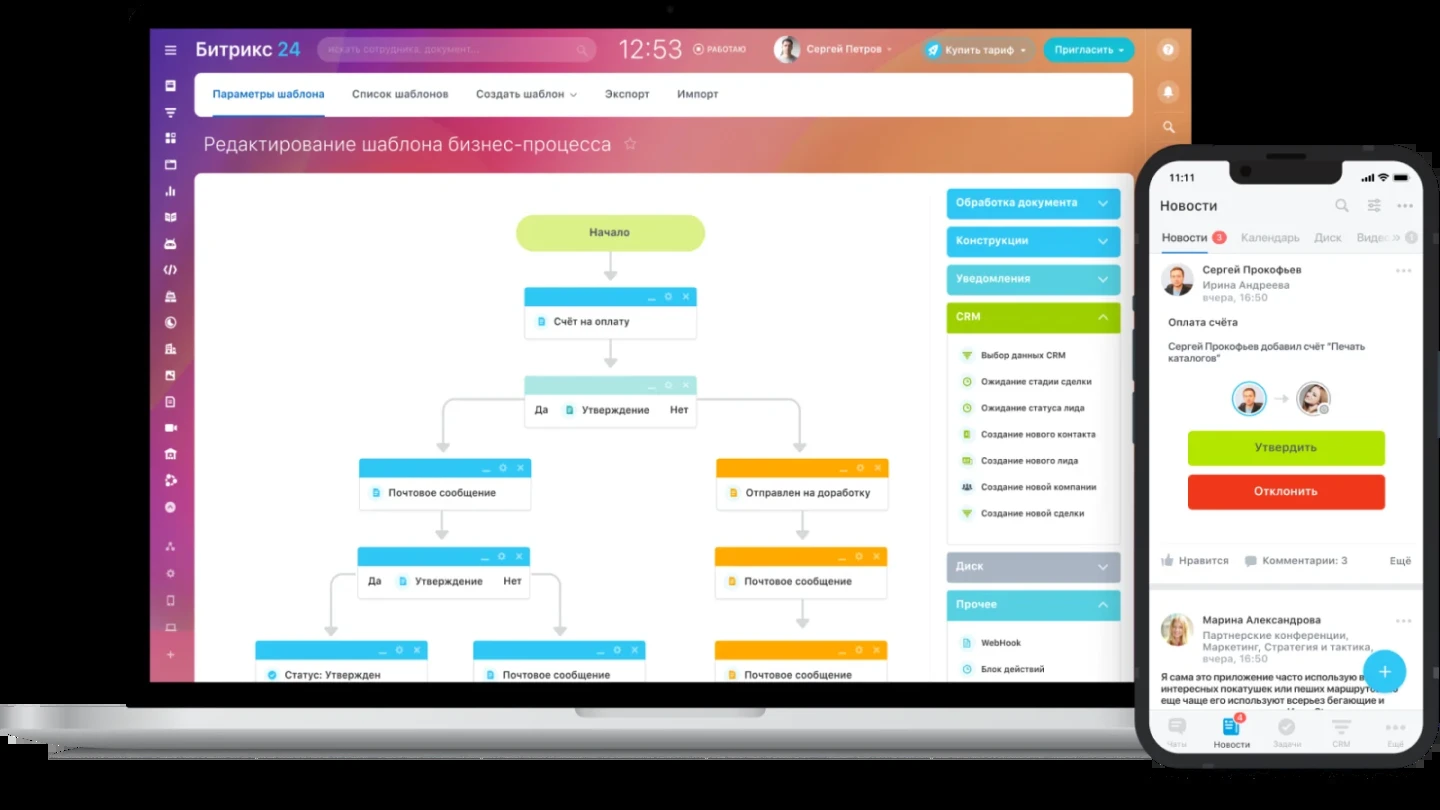 Битрикс 24
искать сотрудника, документ...
12:53
РАБОТАЮ
Сергей Петров
Купить тариф
Пригласить
Параметры шаблона
Список шаблонов
Создать шаблон
Экспорт
Импорт
Редактирование шаблона бизнес-процесса
Начало
Счёт на оплату
Да
Утверждение
Нет
Почтовое сообщение
Отправлен на доработку
Да
Утверждение
Нет
Почтовое сообщение
Статус: Утвержден
Почтовое сообщение
Почтовое сообщение
Обработка документа
Конструкции
Уведомления
CRM
Выбор данных CRM
Ожидание стадии сделки
Ожидание статуса лида
Создание нового контакта
Создание нового лида
Создание новой компании
Создание новой сделки
Диск
Прочее
WebHook
Блок действий
11:11
Новости
Новости 3
Календарь
Диск
Сергей Прокофьев
Ирина Андреева
вчера, 16:50
Оплата счёта
Сергей Прокофьев добавил счёт "Печать
каталогов"
Утвердить
Отклонить
Нравится
Комментарии: 3
Ещё
Марина Александрова
Партнерские конференции,
Маркетинг, Стратегия и тактика,
вчера, 16:50
Я сама это приложение часто использую в
интересных покатушек или пеших
еще чаще его используют всерьез бегающие и
4
Чаты
Новости
Задачи
CRM
Ещё